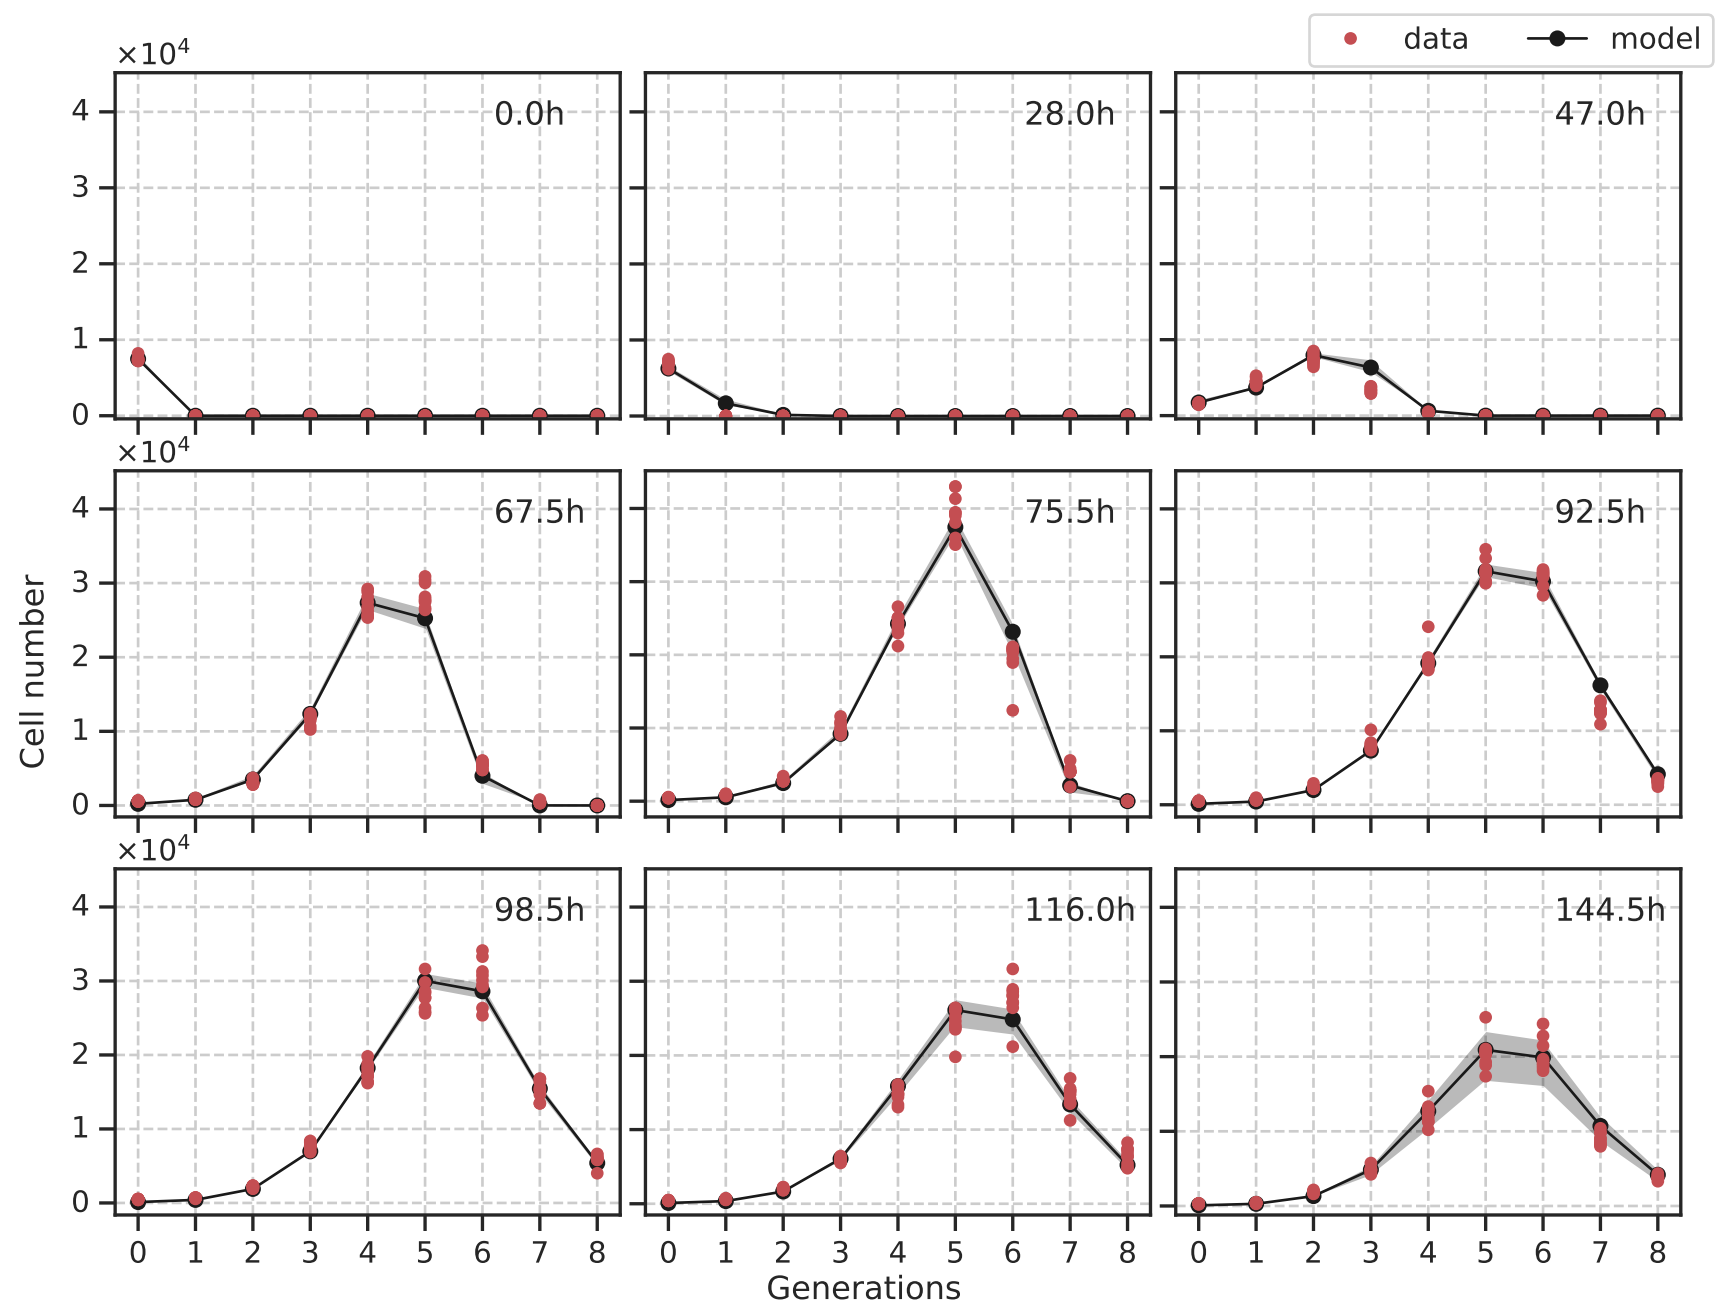 data model
×10⁴
4 0.0h 28.0h 47.0h
3
2
1
0
×10⁴
4 67.5h 75.5h 92.5h
3
2
1
0
Cell number
×10⁴
4 98.5h 116.0h 144.5h
3
2
1
0
0 1 2 3 4 5 6 7 8 0 1 2 3 4 5 6 7 8 0 1 2 3 4 5 6 7 8
Generations